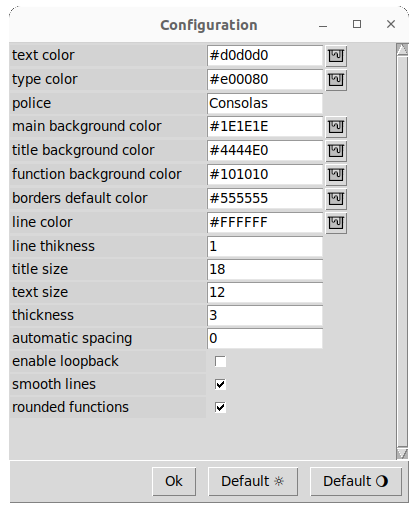 Configuration
text color #d0d0d0
type color #e00080
police Consolas
main background color #1E1E1E
title background color #4444E0
function background color #101010
borders default color #555555
line color #FFFFFF
line thikness 1
title size 18
text size 12
thickness 3
automatic spacing 0
enable loopback
smooth lines
rounded functions
Ok Default ☼ Default 🌖